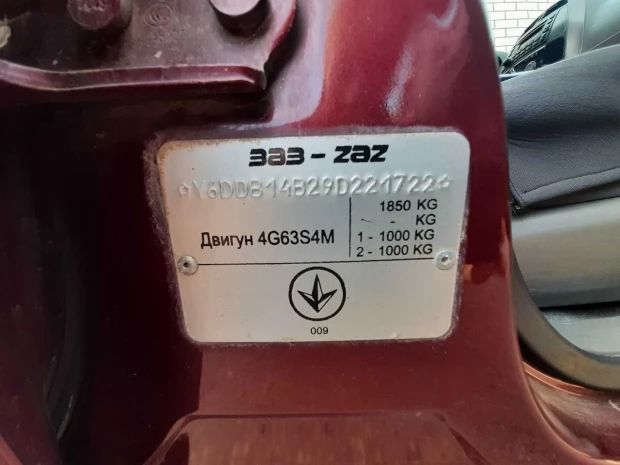 ЗАЗ - ZAZ
*Y6DDB14B29D221722*
Двигун 4G63S4M
1850 KG
- KG
1 - 1000 KG
2 - 1000 KG
009